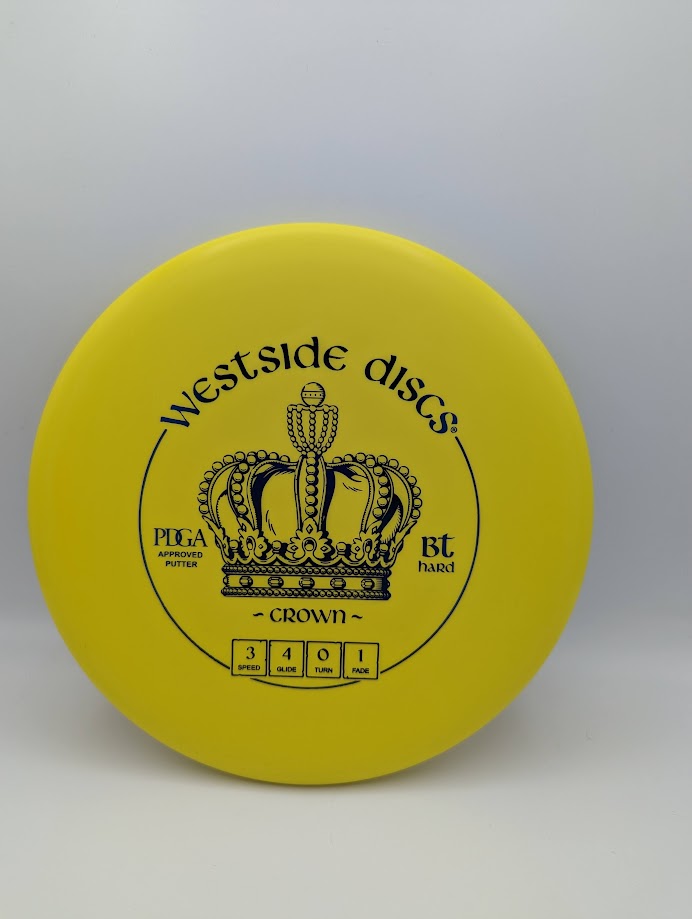 Westside Discs®
PDGA
APPROVED
PUTTER
BT
Hard
~ CROWN ~
3 4 0 1
SPEED GLIDE TURN FADE